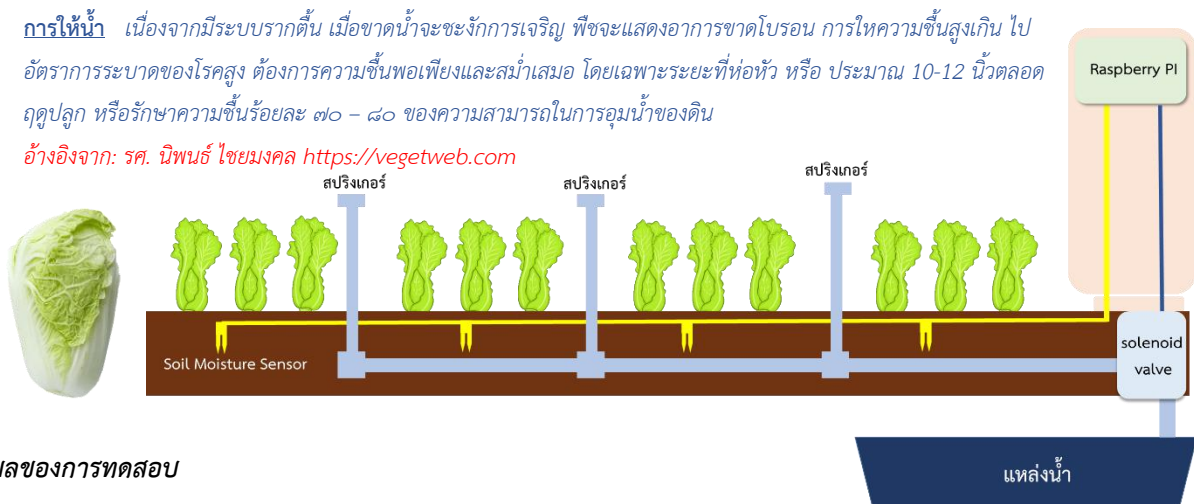 การให้น้ำ เนื่องจากมีระบบรากตื้น เมื่อขาดน้ำจะชะงักการเจริญ พืชจะแสดงอาการขาดโบรอน การใหความชื้นสูงเกิน ไป
อัตราการระบาดของโรคสูง ต้องการความชื้นพอเพียงและสม่ำเสมอ โดยเฉพาะระยะที่ห่อหัว หรือ ประมาณ 10-12 นิ้วตลอด
ฤดูปลูก หรือรักษาความชื้นร้อยละ ๗๐ – ๘๐ ของความสามารถในการอุมน้ำของดิน
อ้างอิงจาก: รศ. นิพนธ์ ไชยมงคล https://vegetweb.com
Raspberry PI
สปริงเกอร์
สปริงเกอร์
สปริงเกอร์
Soil Moisture Sensor
solenoid
valve
ของการทดสอบ
แหล่งน้ำ